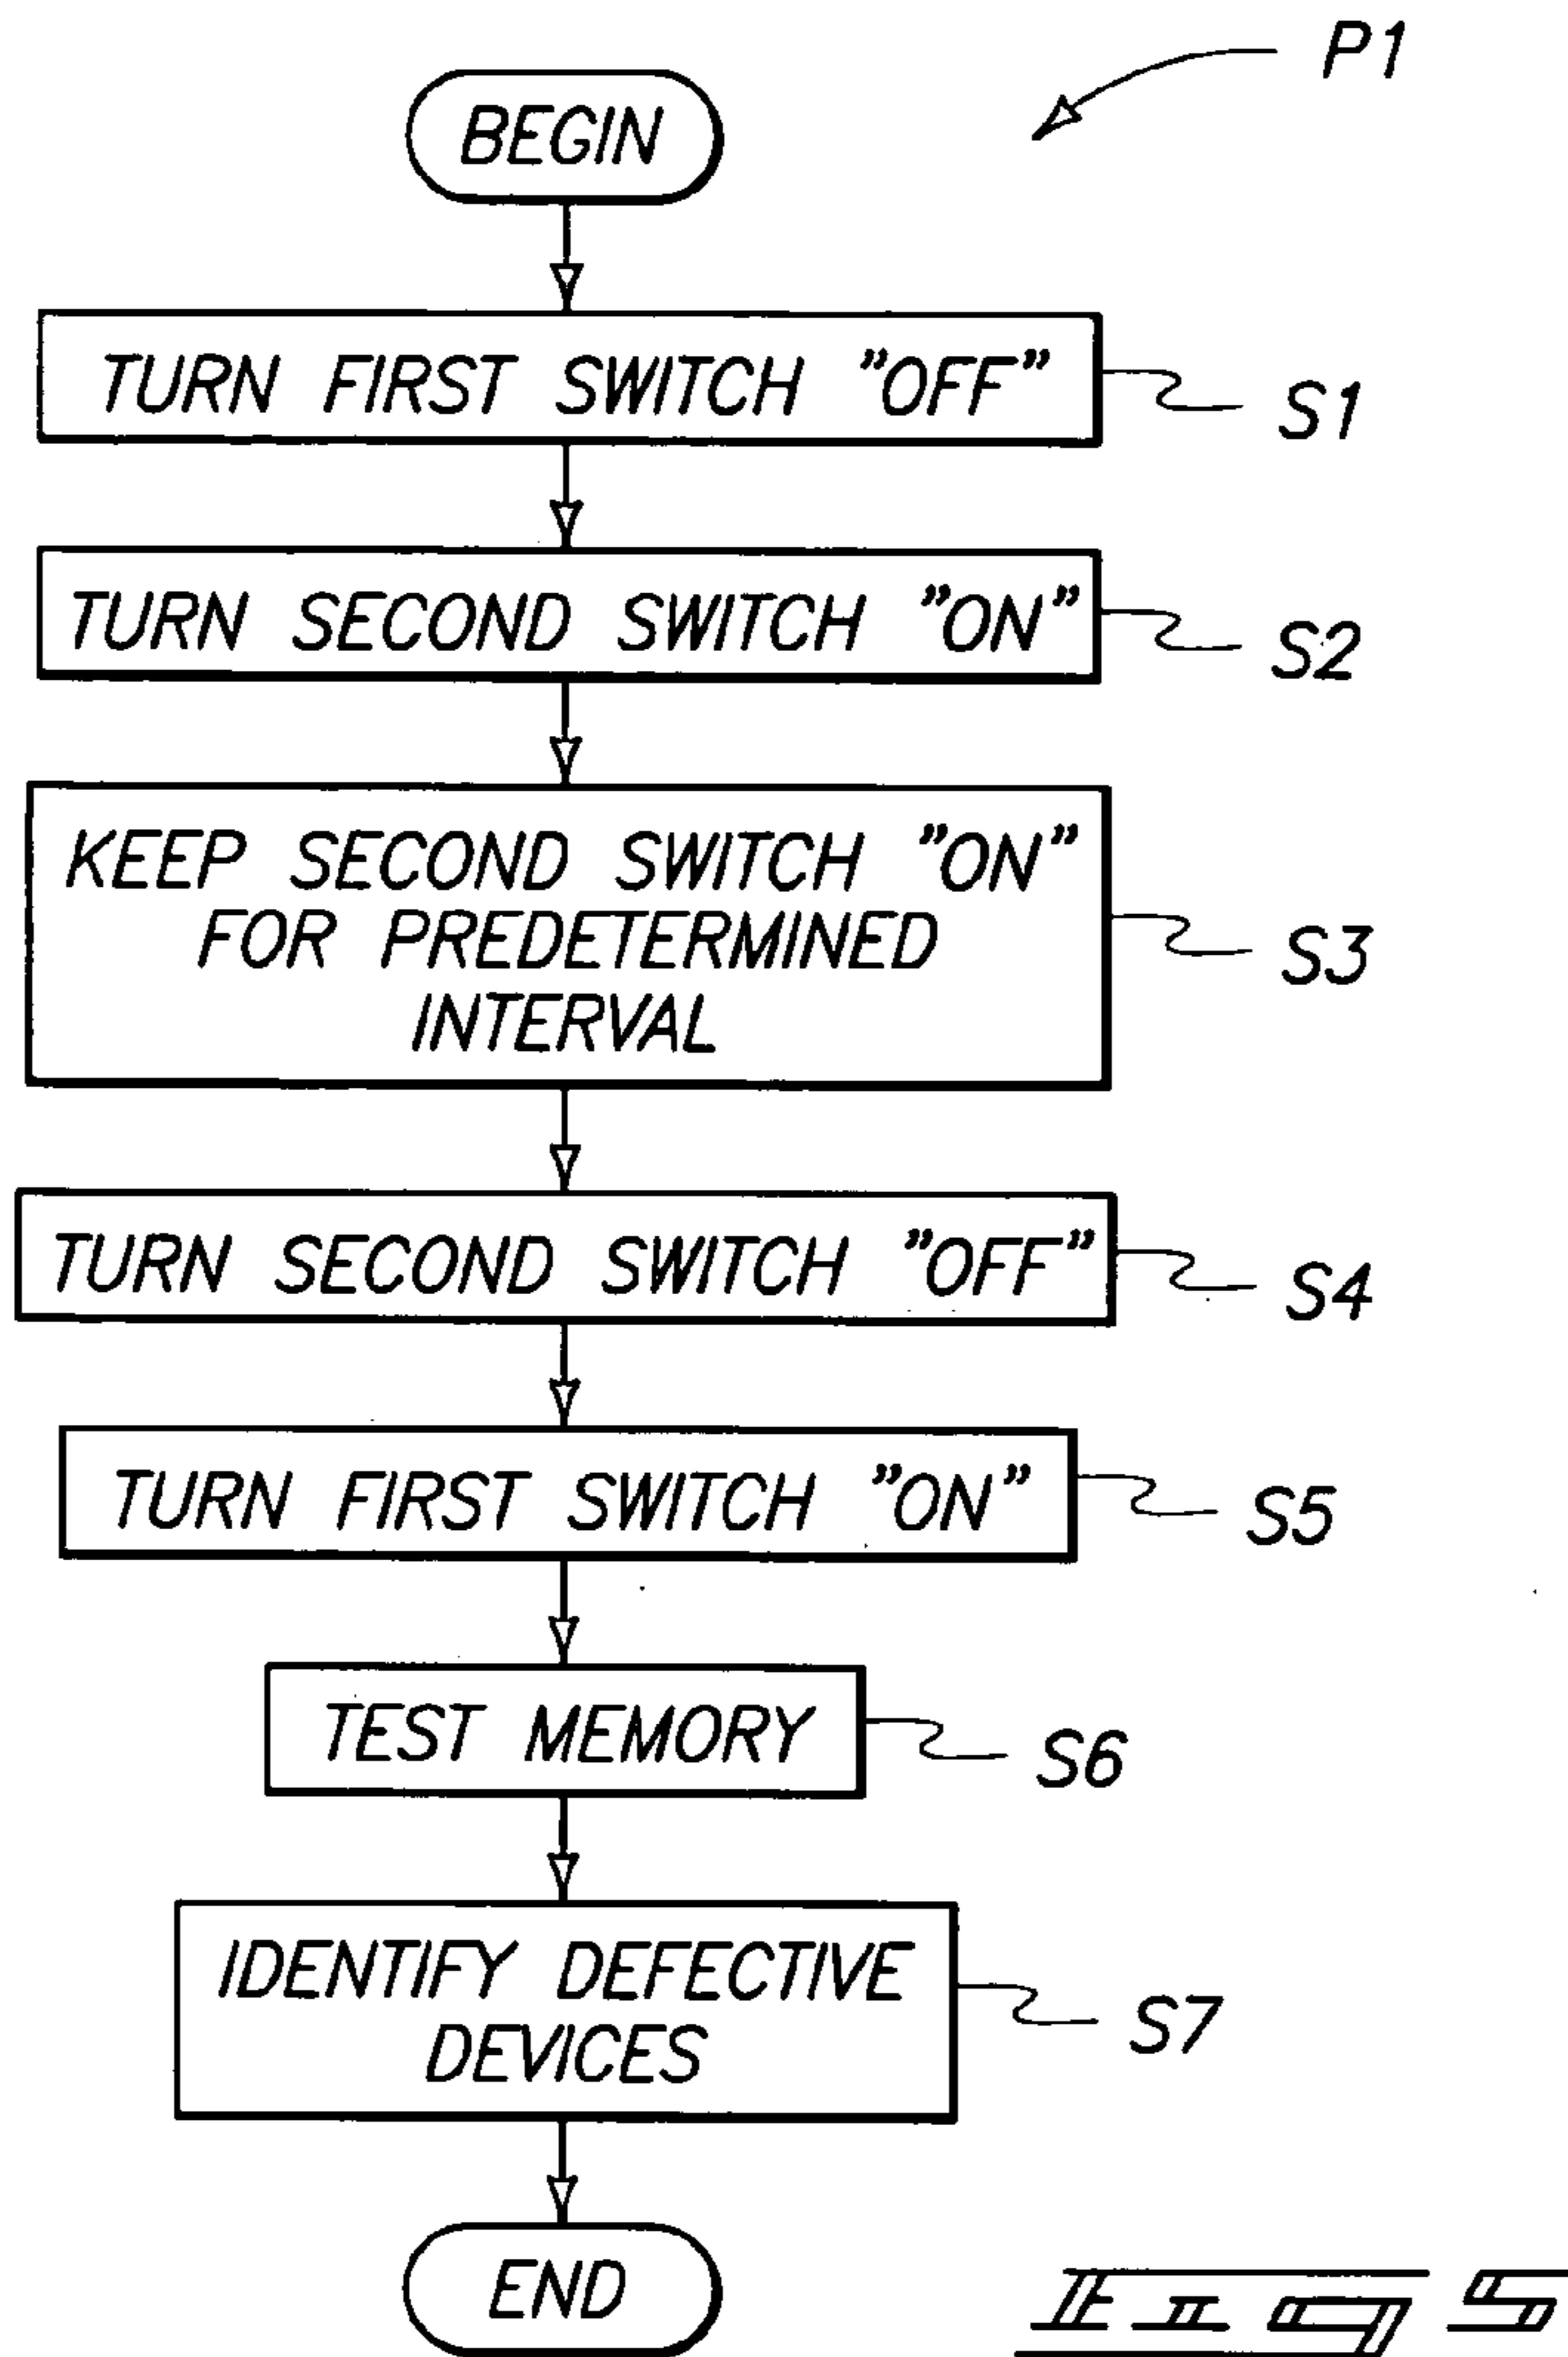 P1
BEGIN
TURN FIRST SWITCH "OFF"
S1
TURN SECOND SWITCH "ON"
S2
KEEP SECOND SWITCH "ON"
FOR PREDETERMINED
INTERVAL
S3
TURN SECOND SWITCH "OFF"
S4
TURN FIRST SWITCH "ON"
S5
TEST MEMORY
S6
IDENTIFY DEFECTIVE
DEVICES
S7
END
Fig 5